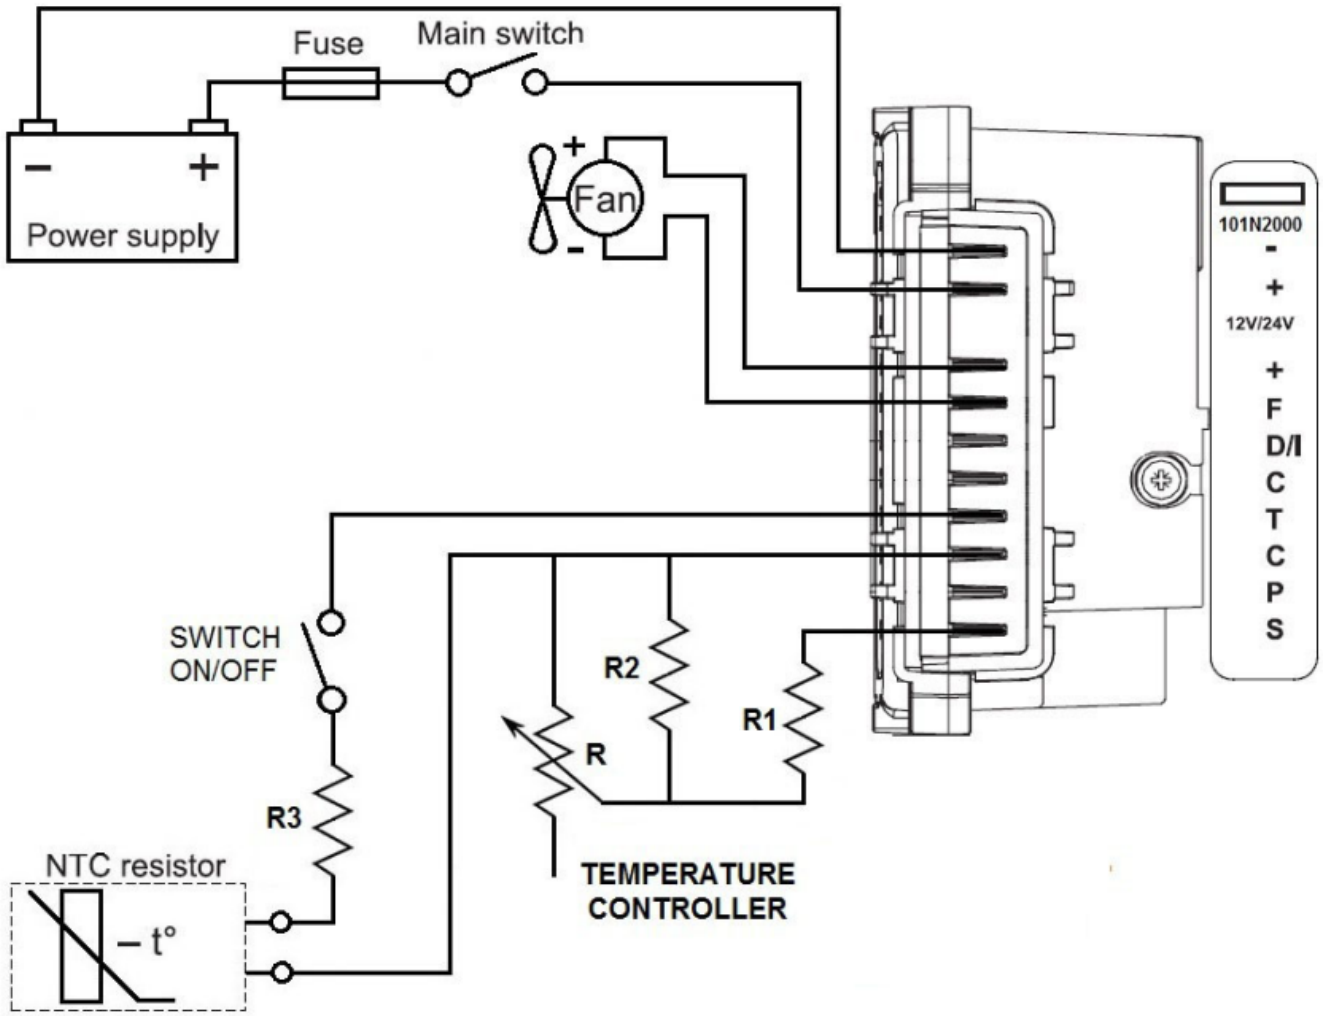 Fuse
Main switch
−
+
Power supply
+
Fan
-
101N2000
-
+
12V/24V
+
F
D/I
C
T
C
P
S
SWITCH
ON/OFF
R3
R2
R1
R
NTC resistor
− t°
TEMPERATURE
CONTROLLER